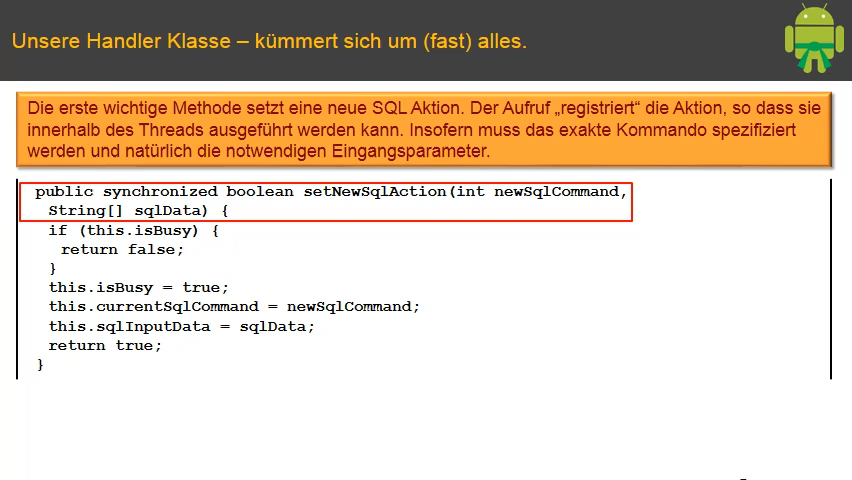 Unsere Handler Klasse – kümmert sich um (fast) alles.
Die erste wichtige Methode setzt eine neue SQL Aktion. Der Aufruf „registriert“ die Aktion, so dass sie
innerhalb des Threads ausgeführt werden kann. Insofern muss das exakte Kommando spezifiziert
werden und natürlich die notwendigen Eingangsparameter.
public synchronized boolean setNewSqlAction(int newSqlCommand,
String[] sqlData) {
if (this.isBusy) {
return false;
}
this.isBusy = true;
this.currentSqlCommand = newSqlCommand;
this.sqlInputData = sqlData;
return true;
}